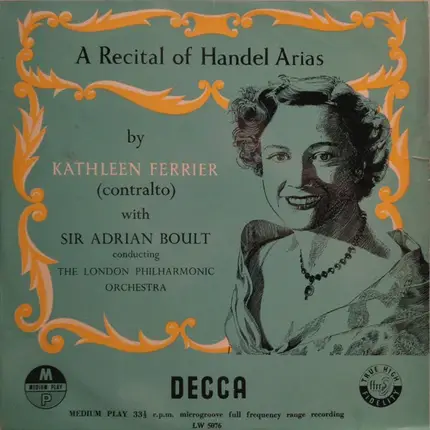 A Recital of Handel Arias
by
KATHLEEN FERRIER
(contralto)
with
SIR ADRIAN BOULT
conducting
THE LONDON PHILHARMONIC
ORCHESTRA
M
MEDIUM PLAY
P
DECCA
TRUE HIGH
ffrr
FIDELITY
MEDIUM PLAY 33⅓ r.p.m. microgroove full frequency range recording
LW 5076